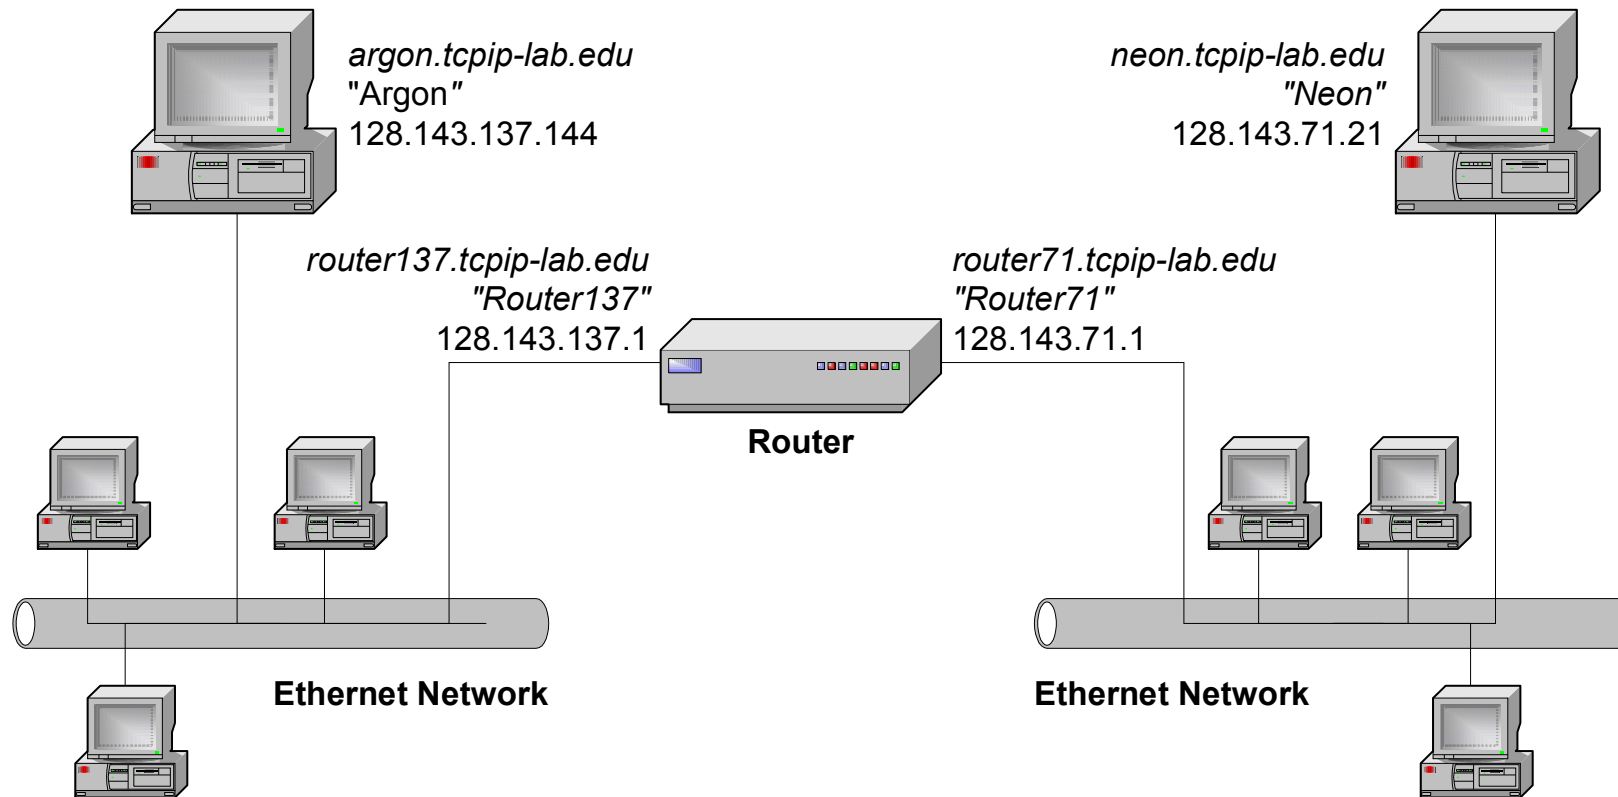 argon.tcpip-lab.edu
"Argon"
128.143.137.144
neon.tcpip-lab.edu
"Neon"
128.143.71.21
router137.tcpip-lab.edu
"Router137"
128.143.137.1
router71.tcpip-lab.edu
"Router71"
128.143.71.1
Router
Ethernet Network
Ethernet Network